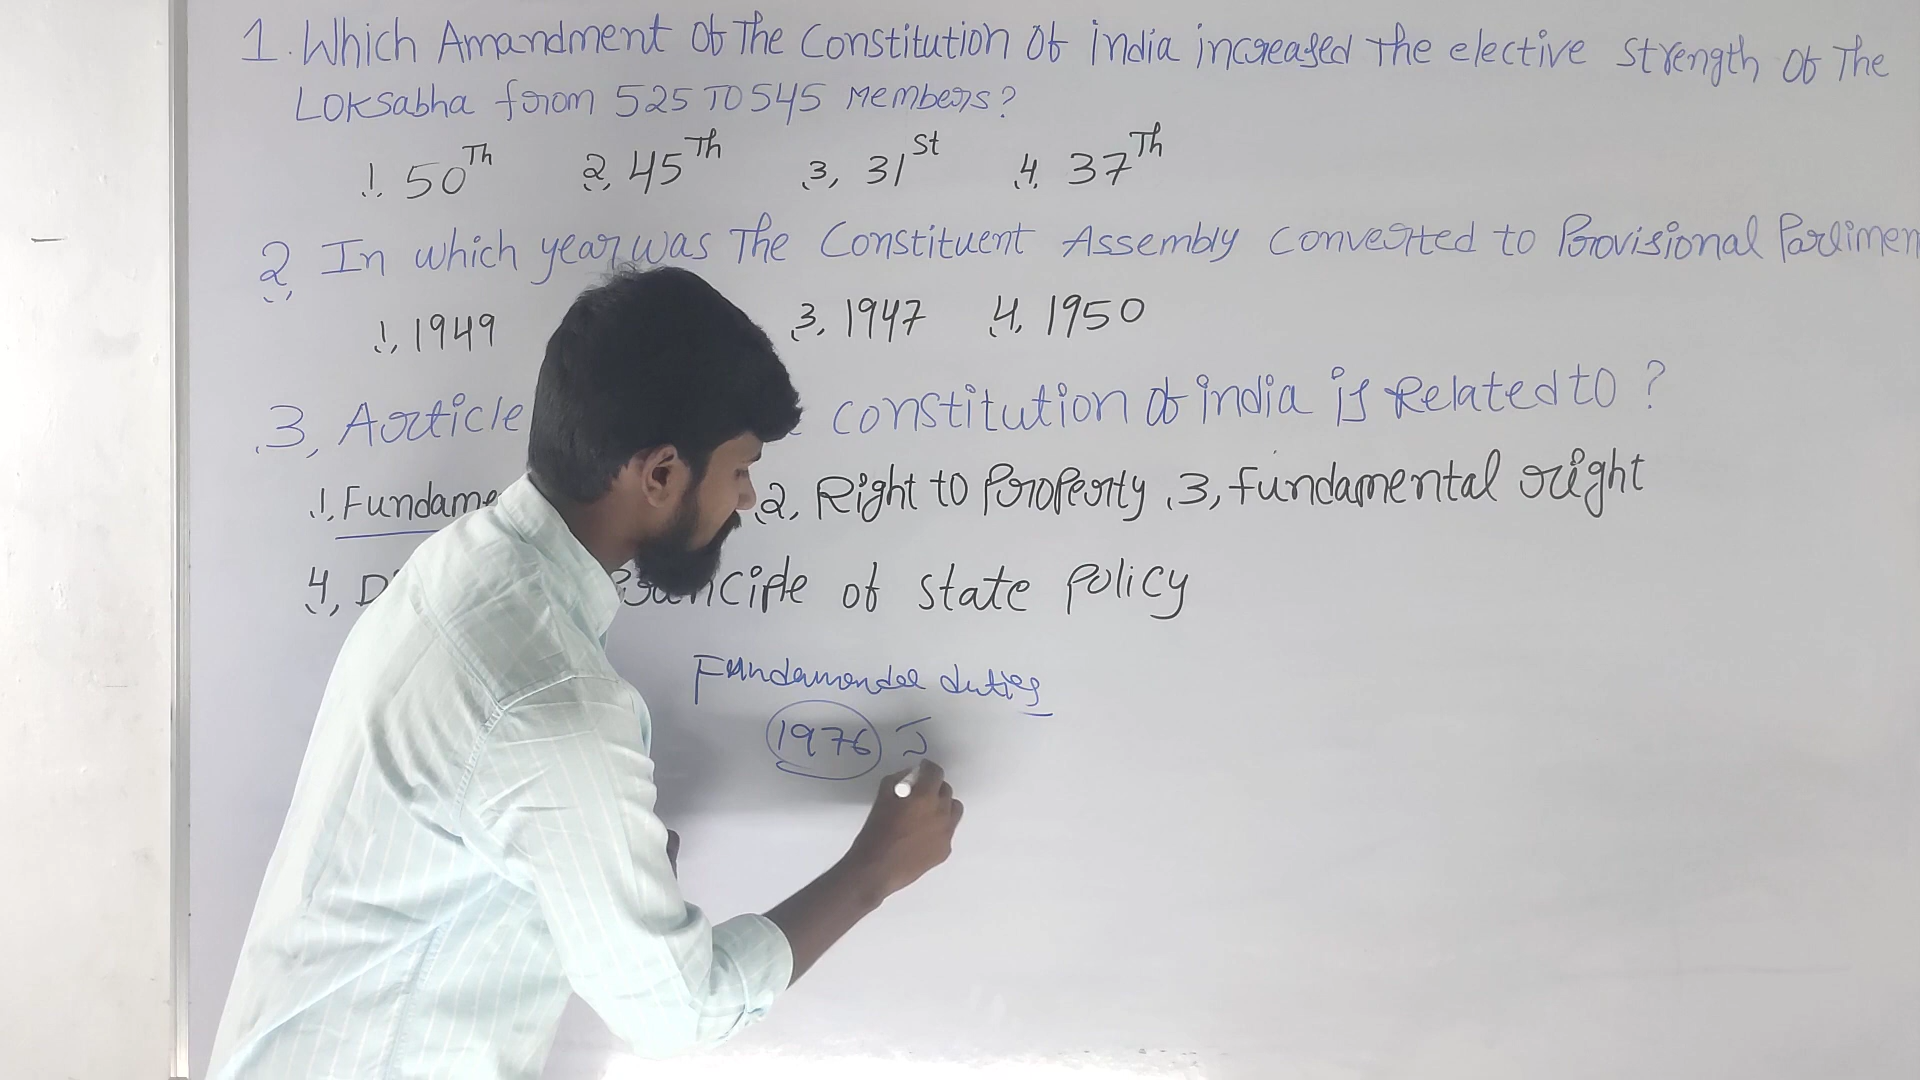 1. Which Amandment Of The Constitution Of india increased The elective Strength Of The
Loksabha from 525 TO 545 Members?
1. 50Th 2, 45Th 3, 31st 4. 37Th
2 In which year was The Constituent Assembly Converted to Provisional Parlimen
1, 1949 3, 1947 4, 1950
3, Article constitution of india is Related to ?
1, Fundame 2, Right to Property 3, fundamental right
4, D Principle of state Policy
Fundamental duties
1976